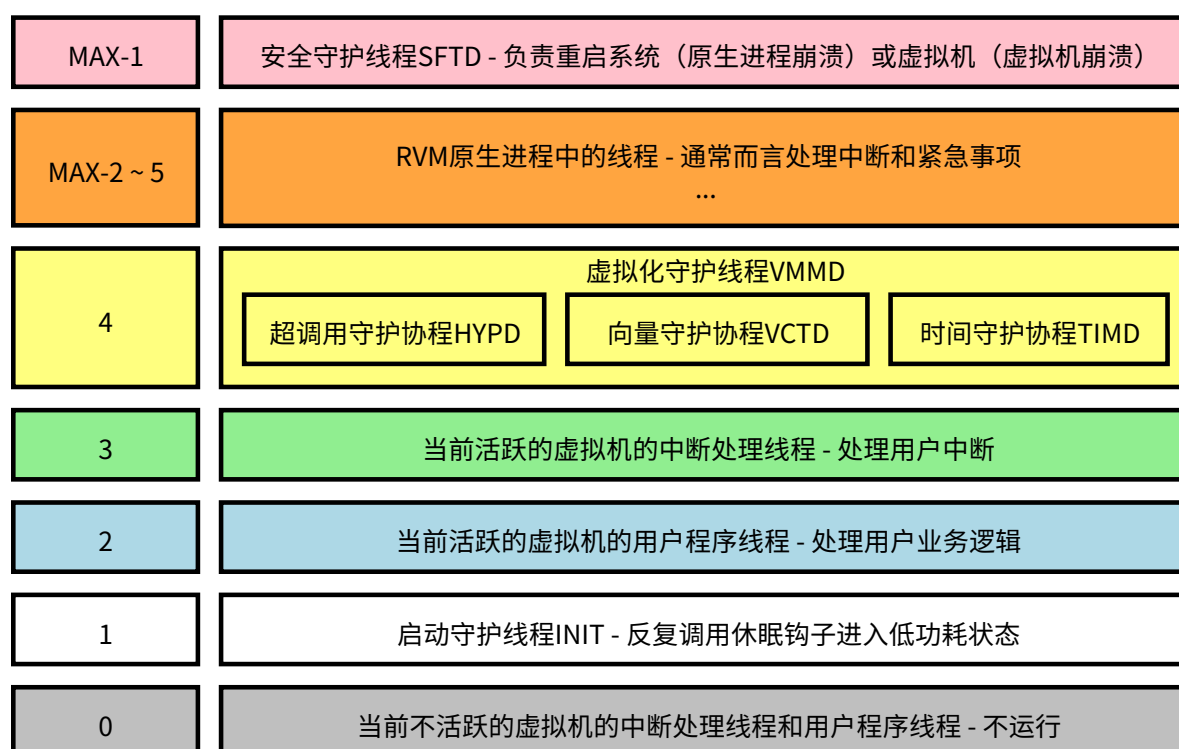 MAX-1
安全守护线程SFTD - 负责重启系统（原生进程崩溃）或虚拟机（虚拟机崩溃）
MAX-2 ~ 5
RVM原生进程中的线程 - 通常而言处理中断和紧急事项
...
4
虚拟化守护线程VMMD
超调用守护协程HYPD
向量守护协程VCTD
时间守护协程TIMD
3
当前活跃的虚拟机的中断处理线程 - 处理用户中断
2
当前活跃的虚拟机的用户程序线程 - 处理用户业务逻辑
1
启动守护线程INIT - 反复调用休眠钩子进入低功耗状态
0
当前不活跃的虚拟机的中断处理线程和用户程序线程 - 不运行